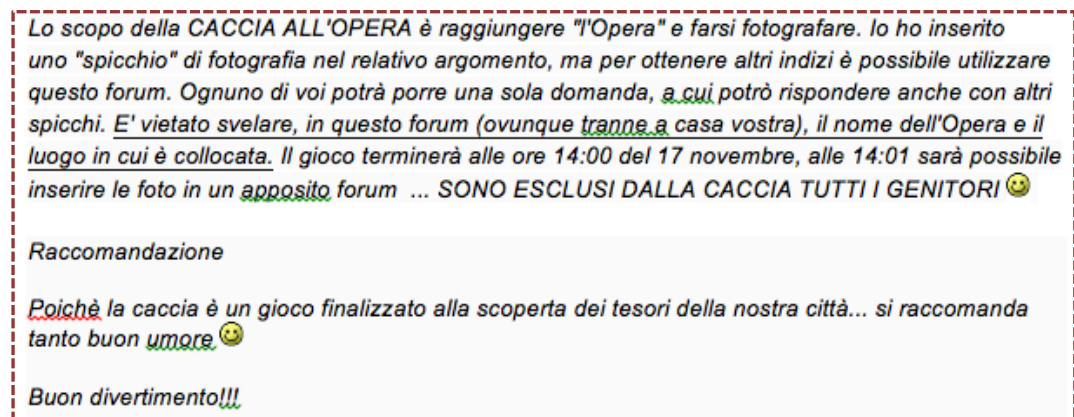 Lo scopo della CACCIA ALL'OPERA è raggiungere "l'Opera" e farsi fotografare. Io ho inserito
uno "spicchio" di fotografia nel relativo argomento, ma per ottenere altri indizi è possibile utilizzare
questo forum. Ognuno di voi potrà porre una sola domanda, a cui potrò rispondere anche con altri
spicchi. E' vietato svelare, in questo forum (ovunque tranne a casa vostra), il nome dell'Opera e il
luogo in cui è collocata. Il gioco terminerà alle ore 14:00 del 17 novembre, alle 14:01 sarà possibile
inserire le foto in un apposito forum ... SONO ESCLUSI DALLA CACCIA TUTTI I GENITORI
Raccomandazione
Poichè la caccia è un gioco finalizzato alla scoperta dei tesori della nostra città... si raccomanda
tanto buon umore
Buon divertimento!!!